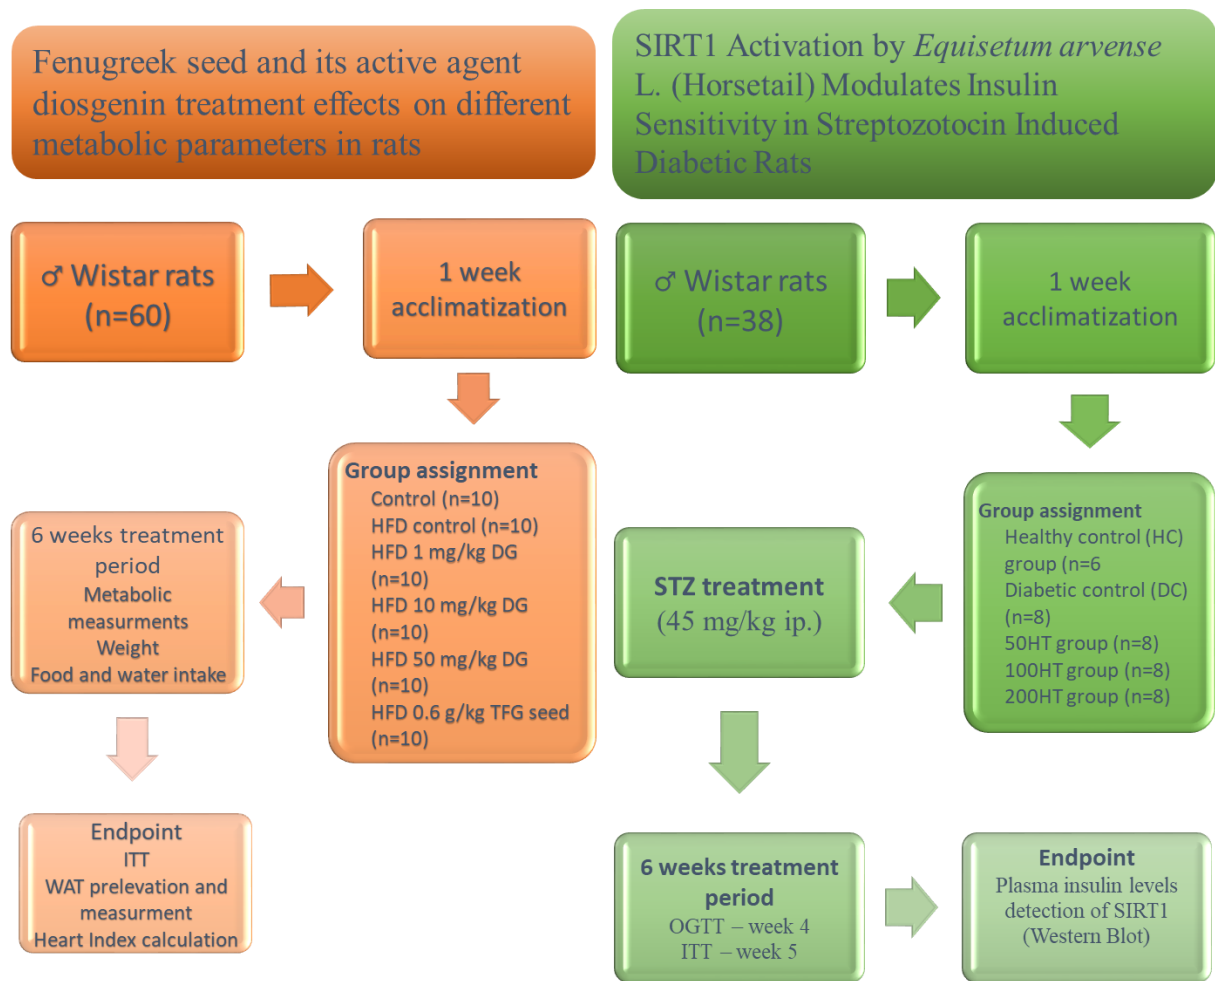 Fenugreek seed and its active agent
diosgenin treatment effects on different
metabolic parameters in rats
♂ Wistar rats
(n=60)
1 week
acclimatization
Group assignment
Control (n=10)
HFD control (n=10)
HFD 1 mg/kg DG
(n=10)
HFD 10 mg/kg DG
(n=10)
HFD 50 mg/kg DG
(n=10)
HFD 0.6 g/kg TFG seed
(n=10)
6 weeks treatment
period
Metabolic
measurments
Weight
Food and water intake
Endpoint
ITT
WAT prelevation and
measurment
Heart Index calculation
SIRT1 Activation by Equisetum arvense
L. (Horsetail) Modulates Insulin
Sensitivity in Streptozotocin Induced
Diabetic Rats
♂ Wistar rats
(n=38)
1 week
acclimatization
Group assignment
Healthy control (HC)
group (n=6
Diabetic control (DC)
(n=8)
50HT group (n=8)
100HT group (n=8)
200HT group (n=8)
STZ treatment
(45 mg/kg ip.)
6 weeks treatment
period
OGTT – week 4
ITT – week 5
Endpoint
Plasma insulin levels
detection of SIRT1
(Western Blot)